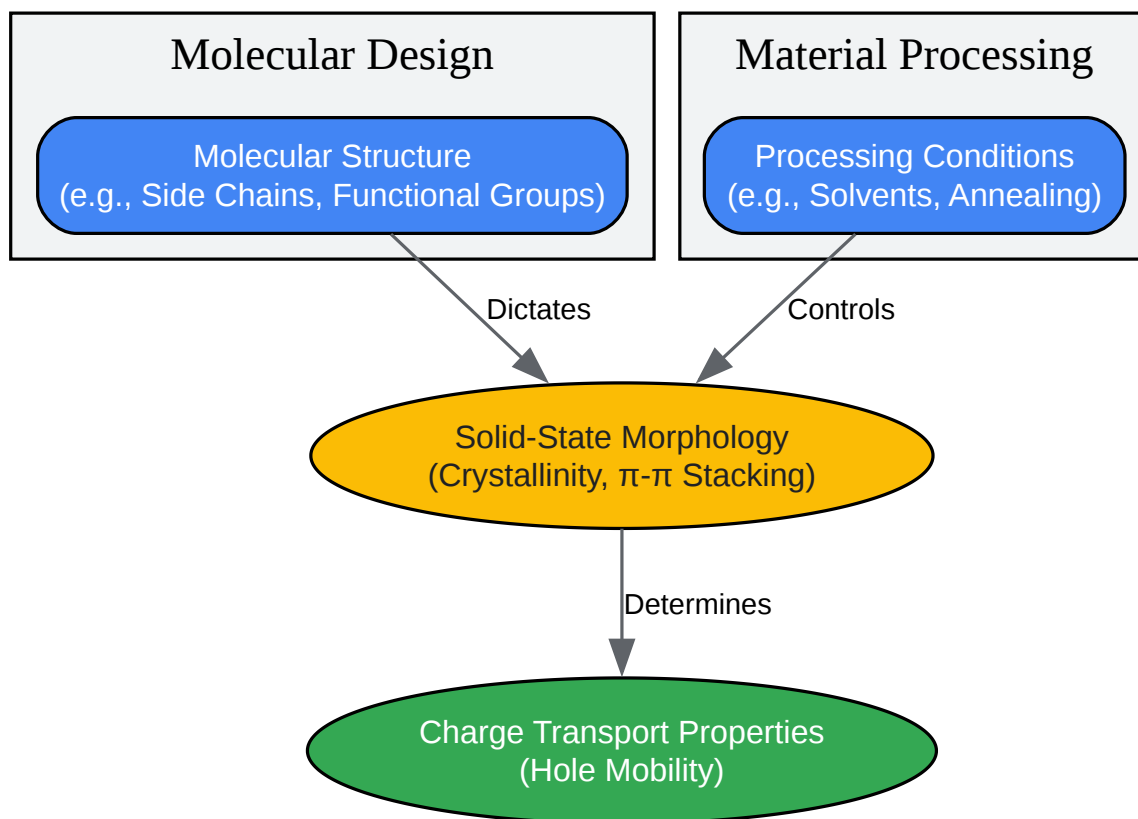 Molecular Design
Material Processing
Molecular Structure
(e.g., Side Chains, Functional Groups)
Processing Conditions
(e.g., Solvents, Annealing)
Dictates
Controls
Solid-State Morphology
(Crystallinity, π-π Stacking)
Determines
Charge Transport Properties
(Hole Mobility)